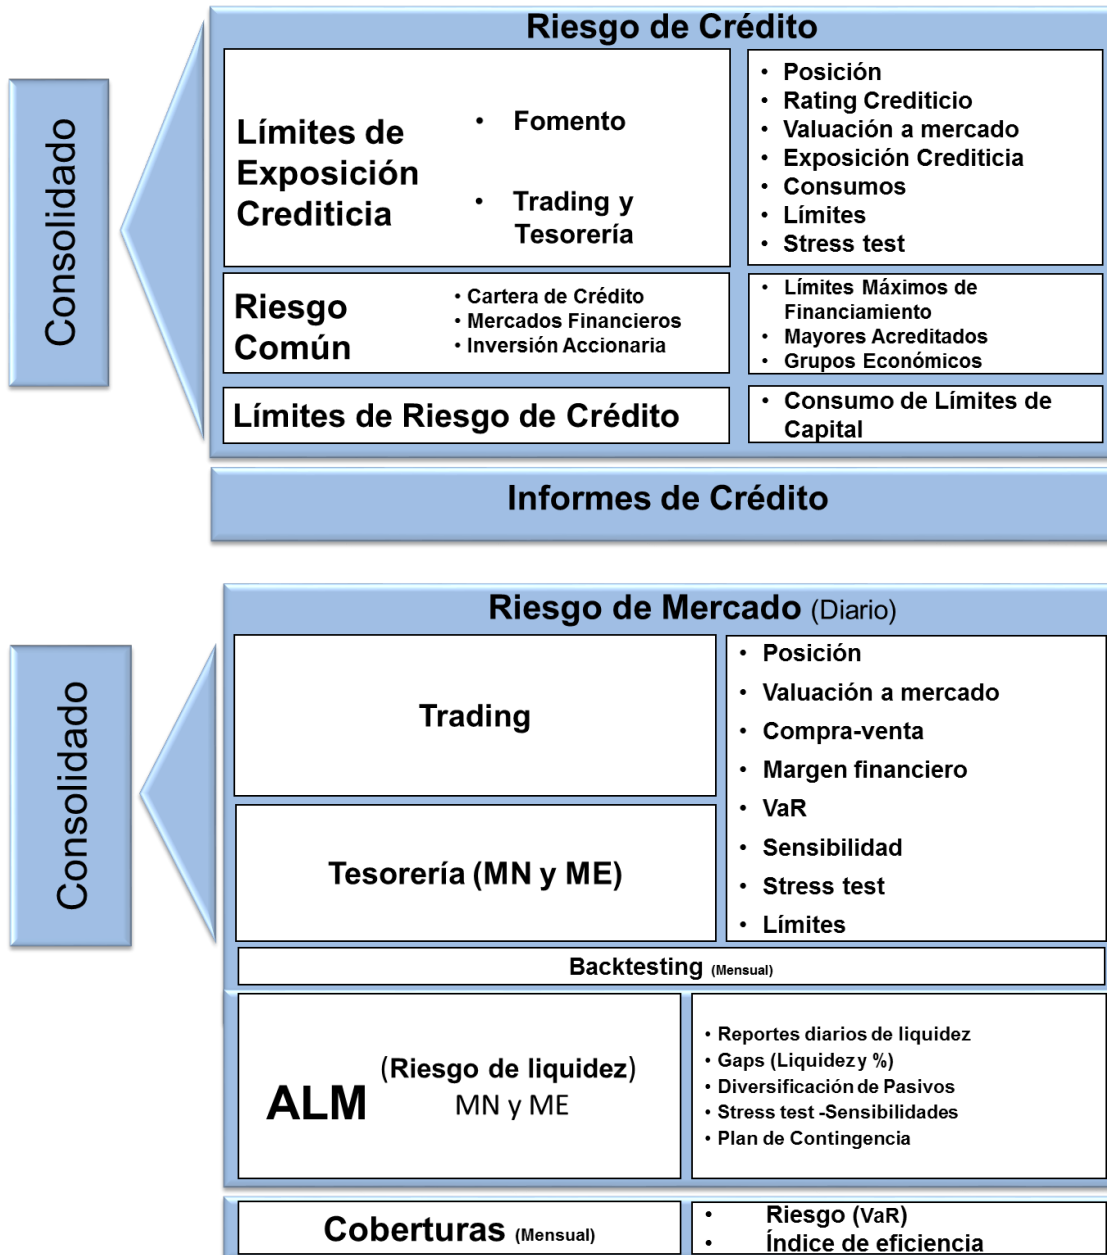 Riesgo de Crédito
Consolidado
Límites de
Exposición
Crediticia
• Fomento
• Trading y
Tesorería
• Posición
• Rating Crediticio
• Valuación a mercado
• Exposición Crediticia
• Consumos
• Límites
• Stress test
Riesgo
Común
• Cartera de Crédito
• Mercados Financieros
• Inversión Accionaria
• Límites Máximos de
Financiamiento
• Mayores Acreditados
• Grupos Económicos
Límites de Riesgo de Crédito
• Consumo de Límites de
Capital
Informes de Crédito
Riesgo de Mercado (Diario)
Consolidado
Trading
Tesorería (MN y ME)
• Posición
• Valuación a mercado
• Compra-venta
• Margen financiero
• VaR
• Sensibilidad
• Stress test
• Límites
Backtesting (Mensual)
ALM
(Riesgo de liquidez)
MN y ME
• Reportes diarios de liquidez
• Gaps (Liquidez y %)
• Diversificación de Pasivos
• Stress test -Sensibilidades
• Plan de Contingencia
Coberturas (Mensual)
• Riesgo (VaR)
• Índice de eficiencia